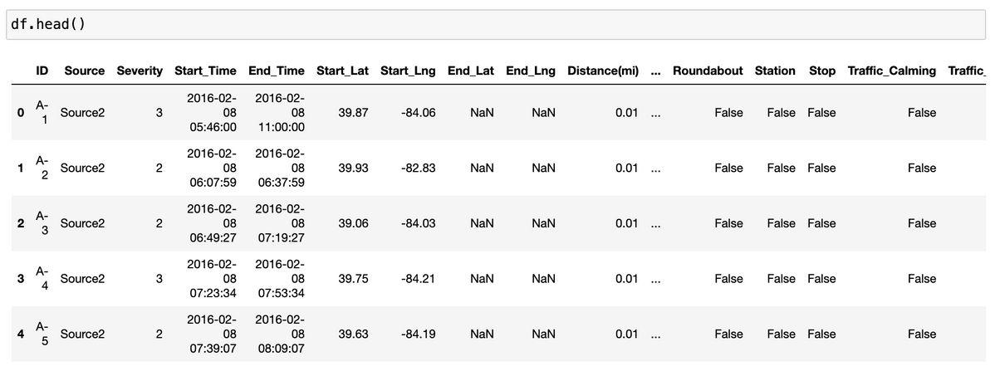 df.head()
ID Source Severity Start_Time End_Time Start_Lat Start_Lng End_Lat End_Lng Distance(mi) ... Roundabout Station Stop Traffic_Calming Traffic_
0 A-1 Source2 3 2016-02-08 05:46:00 2016-02-08 11:00:00 39.87 -84.06 NaN NaN 0.01 ... False False False False
1 A-2 Source2 2 2016-02-08 06:07:59 2016-02-08 06:37:59 39.93 -82.83 NaN NaN 0.01 ... False False False False
2 A-3 Source2 2 2016-02-08 06:49:27 2016-02-08 07:19:27 39.06 -84.03 NaN NaN 0.01 ... False False False False
3 A-4 Source2 3 2016-02-08 07:23:34 2016-02-08 07:53:34 39.75 -84.21 NaN NaN 0.01 ... False False False False
4 A-5 Source2 2 2016-02-08 07:39:07 2016-02-08 08:09:07 39.63 -84.19 NaN NaN 0.01 ... False False False False